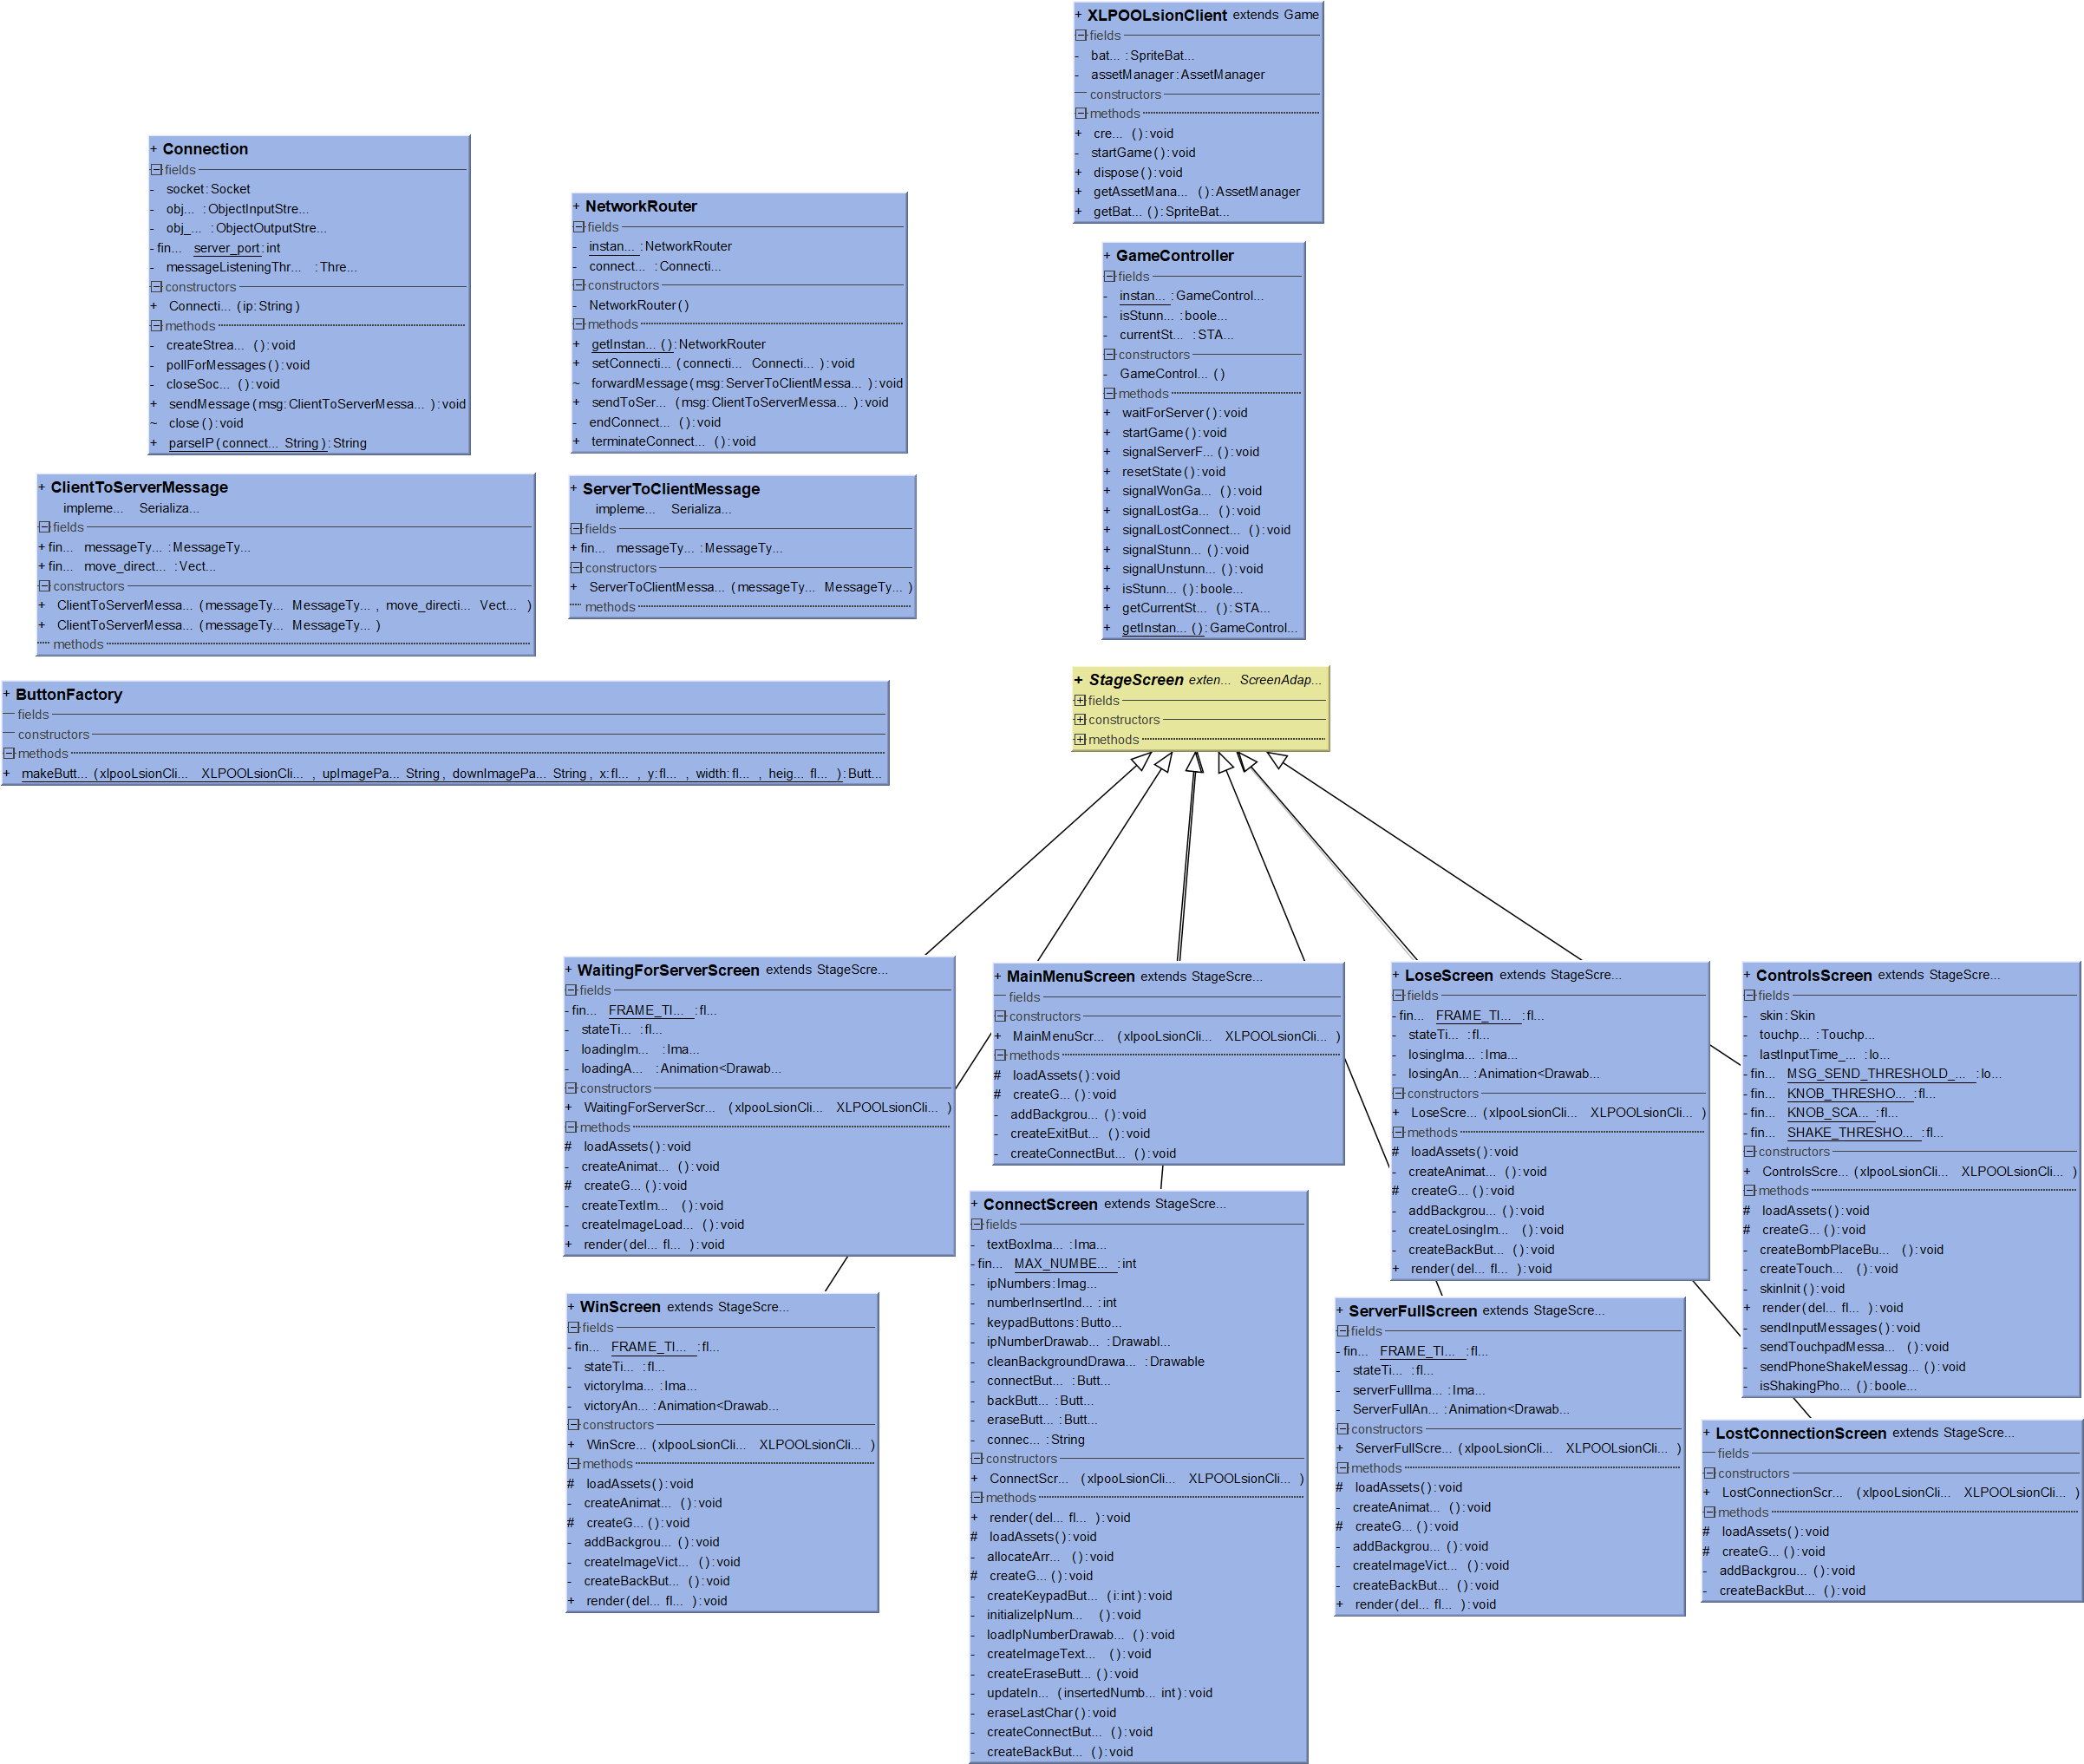 + XLPOOLsionClient extends Game
fields
- bat... :SpriteBat...
- assetManager:AssetManager
constructors
methods
+ cre... ():void
- startGame():void
+ dispose():void
+ getAssetMana... ():AssetManager
+ getBat... ():SpriteBat...
+ Connection
fields
- socket:Socket
- obj... :ObjectInputStre...
- obj_... :ObjectOutputStre...
- fin... server_port:int
- messageListeningThr... :Thre...
constructors
+ Connecti... (ip:String)
methods
- createStrea... ():void
- pollForMessages():void
- closeSoc... ():void
+ sendMessage(msg:ClientToServerMessa... ):void
~ close():void
+ parseIP(connect... String):String
+ NetworkRouter
fields
- instan... :NetworkRouter
- connect... :Connecti...
constructors
- NetworkRouter()
methods
+ getInstan... ():NetworkRouter
+ setConnecti... (connecti... Connecti... ):void
~ forwardMessage(msg:ServerToClientMessa... ):void
+ sendToSer... (msg:ClientToServerMessa... ):void
- endConnect... ():void
+ terminateConnect... ():void
+ GameController
fields
- instan... :GameControl...
- isStunn... :boole...
- currentSt... :STA...
constructors
- GameControl... ()
methods
+ waitForServer():void
+ startGame():void
+ signalServerF... ():void
+ resetState():void
+ signalWonGa... ():void
+ signalLostGa... ():void
+ signalLostConnect... ():void
+ signalStunn... ():void
+ signalUnstunn... ():void
+ isStunn... ():boole...
+ getCurrentSt... ():STA...
+ getInstan... ():GameControl...
+ ClientToServerMessage
impleme... Serializa...
fields
+ fin... messageTy... :MessageTy...
+ fin... move_direct... :Vect...
constructors
+ ClientToServerMessa... (messageTy... MessageTy... , move_directi... Vect... )
+ ClientToServerMessa... (messageTy... MessageTy... )
methods
+ ServerToClientMessage
impleme... Serializa...
fields
+ fin... messageTy... :MessageTy...
constructors
+ ServerToClientMessa... (messageTy... MessageTy... )
methods
+ ButtonFactory
fields
constructors
methods
+ makeButt... (xlpooLsionCli... XLPOOLsionCli... , upImagePa... String, downImagePa... String, x:fl... , y:fl... , width:fl... , heig... fl... ):Butt...
+ StageScreen exten... ScreenAdap...
fields
constructors
methods
+ WaitingForServerScreen extends StageScre...
fields
- fin... FRAME_TI... :fl...
- stateTi... :fl...
- loadingIm... :Ima...
- loadingA... :Animation<Drawab...
constructors
+ WaitingForServerScr... (xlpooLsionCli... XLPOOLsionCli... )
methods
# loadAssets():void
- createAnimat... ():void
# createG... ():void
- createTextIm... ():void
- createImageLoad... ():void
+ render(del... fl... ):void
+ MainMenuScreen extends StageScre...
fields
constructors
+ MainMenuScr... (xlpooLsionCli... XLPOOLsionCli... )
methods
# loadAssets():void
# createG... ():void
- addBackgrou... ():void
- createExitBut... ():void
- createConnectBut... ():void
+ LoseScreen extends StageScre...
fields
- fin... FRAME_TI... :fl...
- stateTi... :fl...
- losingIma... :Ima...
- losingAn... :Animation<Drawab...
constructors
+ LoseScre... (xlpooLsionCli... XLPOOLsionCli... )
methods
# loadAssets():void
- createAnimat... ():void
# createG... ():void
- addBackgrou... ():void
- createLosingIm... ():void
- createBackBut... ():void
+ render(del... fl... ):void
+ ControlsScreen extends StageScre...
fields
- skin:Skin
- touchp... :Touchp...
- lastInputTime_... :lo...
- fin... MSG_SEND_THRESHOLD_... :lo...
- fin... KNOB_THRESHO... :fl...
- fin... KNOB_SCA... :fl...
- fin... SHAKE_THRESHO... :fl...
constructors
+ ControlsScre... (xlpooLsionCli... XLPOOLsionCli... )
methods
# loadAssets():void
# createG... ():void
- createBombPlaceBu... ():void
- createTouch... ():void
- skinInit():void
+ render(del... fl... ):void
- sendInputMessages():void
- sendTouchpadMessa... ():void
- sendPhoneShakeMessag... ():void
- isShakingPho... ():boole...
+ WinScreen extends StageScre...
fields
- fin... FRAME_TI... :fl...
- stateTi... :fl...
- victoryIma... :Ima...
- victoryAn... :Animation<Drawab...
constructors
+ WinScre... (xlpooLsionCli... XLPOOLsionCli... )
methods
# loadAssets():void
- createAnimat... ():void
# createG... ():void
- addBackgrou... ():void
- createImageVict... ():void
- createBackBut... ():void
+ render(del... fl... ):void
+ ConnectScreen extends StageScre...
fields
- textBoxIma... :Ima...
- fin... MAX_NUMBE... :int
- ipNumbers:Imag...
- numberInsertInd... :int
- keypadButtons:Butto...
- ipNumberDrawab... :Drawabl...
- cleanBackgroundDrawa... :Drawable
- connectBut... :Butt...
- backButt... :Butt...
- eraseButt... :Butt...
- connec... :String
constructors
+ ConnectScr... (xlpooLsionCli... XLPOOLsionCli... )
methods
+ render(del... fl... ):void
# loadAssets():void
- allocateArr... ():void
# createG... ():void
- createKeypadBut... (i:int):void
- initializeIpNum... ():void
- loadIpNumberDrawab... ():void
- createImageText... ():void
- createEraseButt... ():void
- updateIn... (insertedNumb... int):void
- eraseLastChar():void
- createConnectBut... ():void
- createBackBut... ():void
+ ServerFullScreen extends StageScre...
fields
- fin... FRAME_TI... :fl...
- stateTi... :fl...
- serverFullIma... :Ima...
- ServerFullAn... :Animation<Drawab...
constructors
+ ServerFullScre... (xlpooLsionCli... XLPOOLsionCli... )
methods
# loadAssets():void
- createAnimat... ():void
# createG... ():void
- addBackgrou... ():void
- createImageVict... ():void
- createBackBut... ():void
+ render(del... fl... ):void
+ LostConnectionScreen extends StageScre...
fields
constructors
+ LostConnectionScr... (xlpooLsionCli... XLPOOLsionCli... )
methods
# loadAssets():void
# createG... ():void
- addBackgrou... ():void
- createBackBut... ():void